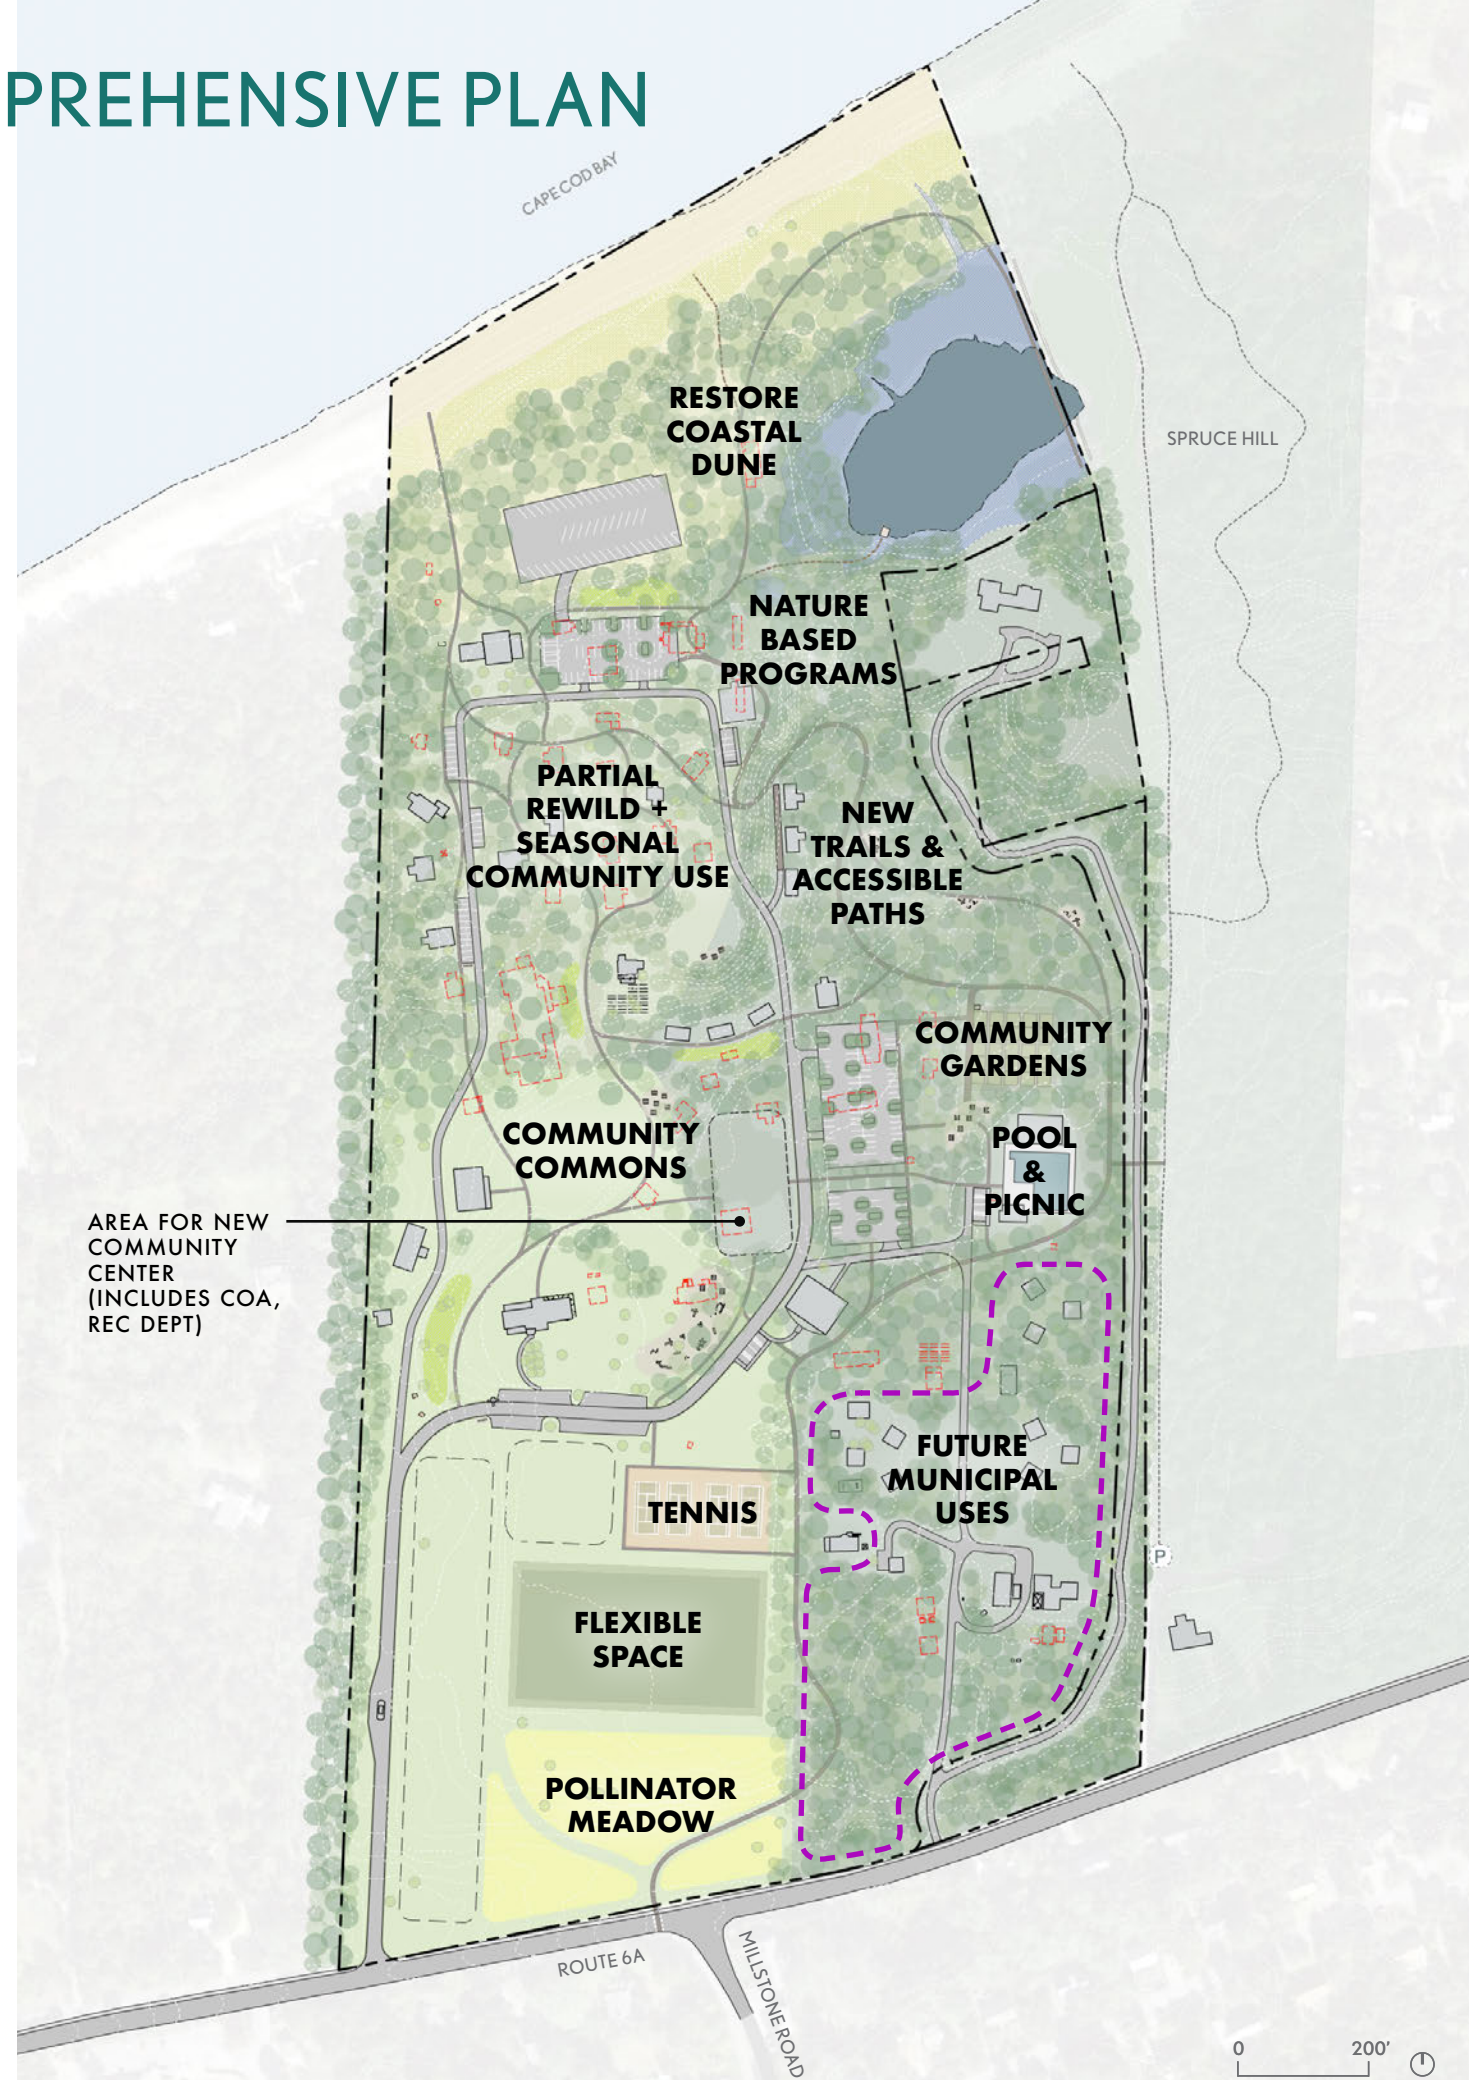 PREHENSIVE PLAN
CAPE COD BAY
RESTORE
COASTAL
DUNE
SPRUCE HILL
NATURE
BASED
PROGRAMS
PARTIAL
REWILD +
SEASONAL
COMMUNITY USE
NEW
TRAILS &
ACCESSIBLE
PATHS
COMMUNITY
GARDENS
COMMUNITY
COMMONS
POOL
&
PICNIC
AREA FOR NEW
COMMUNITY
CENTER
(INCLUDES COA,
REC DEPT)
FUTURE
MUNICIPAL
USES
TENNIS
P
FLEXIBLE
SPACE
POLLINATOR
MEADOW
ROUTE 6A
MILLSTONE ROAD
0 200'